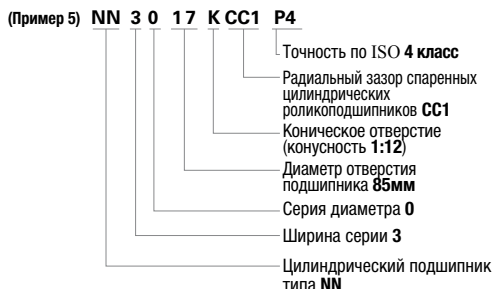 (Пример 5) NN 3 0 17 K CC1 P4
Точность по ISO 4 класс
Радиальный зазор спаренных
цилиндрических
роликоподшипников CC1
Коническое отверстие
(конусность 1:12)
Диаметр отверстия
подшипника 85мм
Серия диаметра 0
Ширина серии 3
Цилиндрический подшипник
типа NN